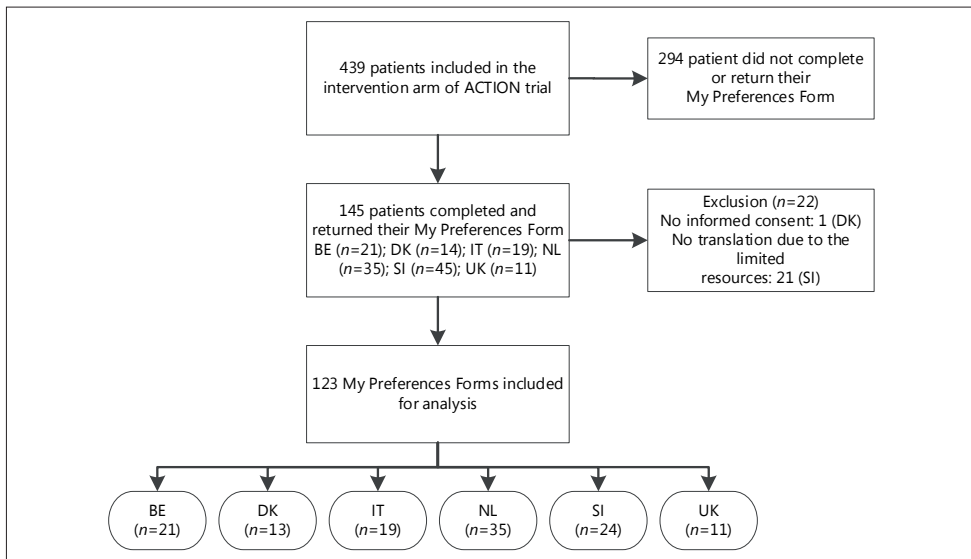 439 patients included in the
intervention arm of ACTION trial
294 patient did not complete
or return their
My Preferences Form
145 patients completed and
returned their My Preferences Form
BE (n=21); DK (n=14); IT (n=19); NL
(n=35); SI (n=45); UK (n=11)
Exclusion (n=22)
No informed consent: 1 (DK)
No translation due to the
limited
resources: 21 (SI)
123 My Preferences Forms included
for analysis
BE
(n=21)
DK
(n=13)
IT
(n=19)
NL
(n=35)
SI
(n=24)
UK
(n=11)